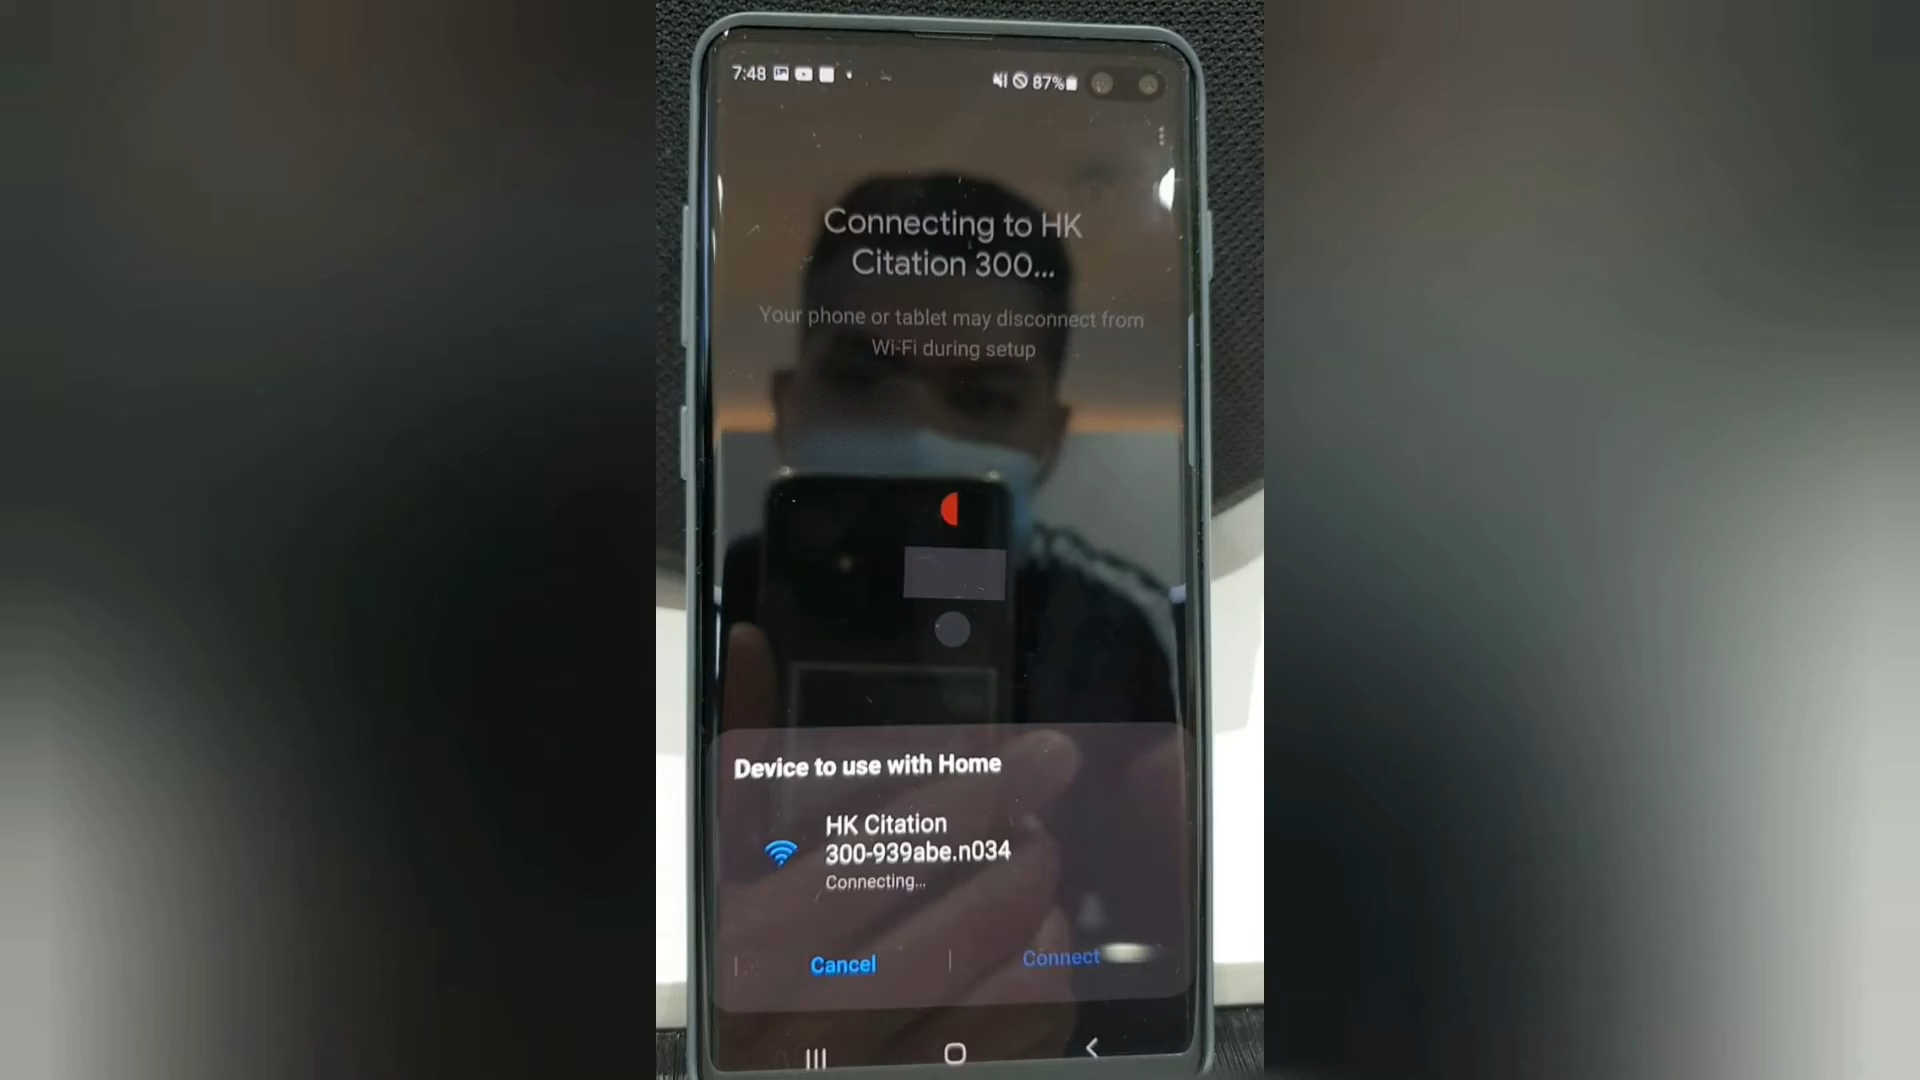 7:48
87%
Connecting to HK
Citation 300...
Your phone or tablet may disconnect from
Wi-Fi during setup
Device to use with Home
HK Citation
300-939abe.n034
Connecting...
Cancel
Connect